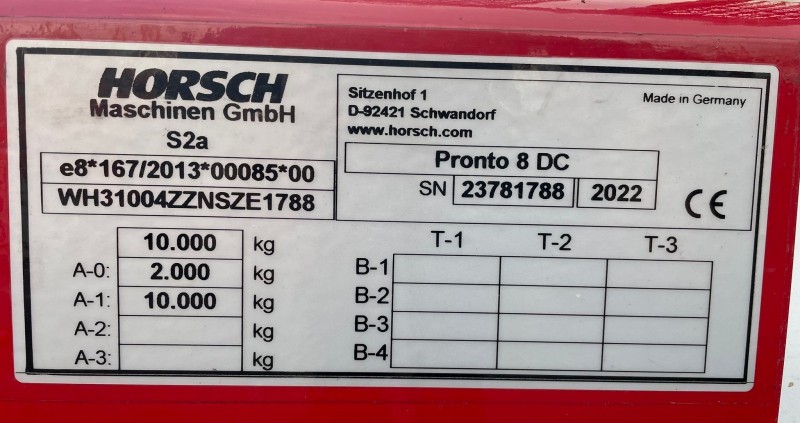 HORSCH
Maschinen GmbH
S2a
e8*167/2013*00085*00
WH31004ZZNSZE1788
Sitzenhof 1
D-92421 Schwandorf
www.horsch.com
Made in Germany
Pronto 8 DC
SN 23781788 2022
CE
10.000 kg
A-0: 2.000 kg
A-1: 10.000 kg
A-2: kg
A-3: kg
T-1 T-2 T-3
B-1
B-2
B-3
B-4